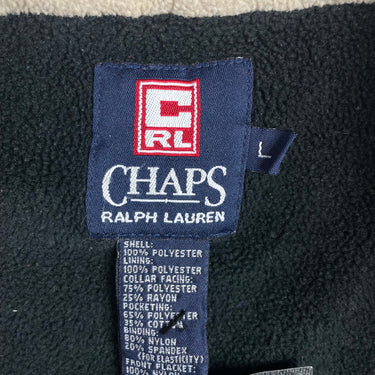 C
RL
CHAPS
RALPH LAUREN
L
SHELL:
100% POLYESTER
LINING:
100% POLYESTER
COLLAR FACING:
75% POLYESTER
25% RAYON
POCKETING:
65% POLYESTER
35% COTTON
BINDING:
80% NYLON
20% SPANDEX
(FOR ELASTICITY)
FRONT PLACKET:
100% NYLON